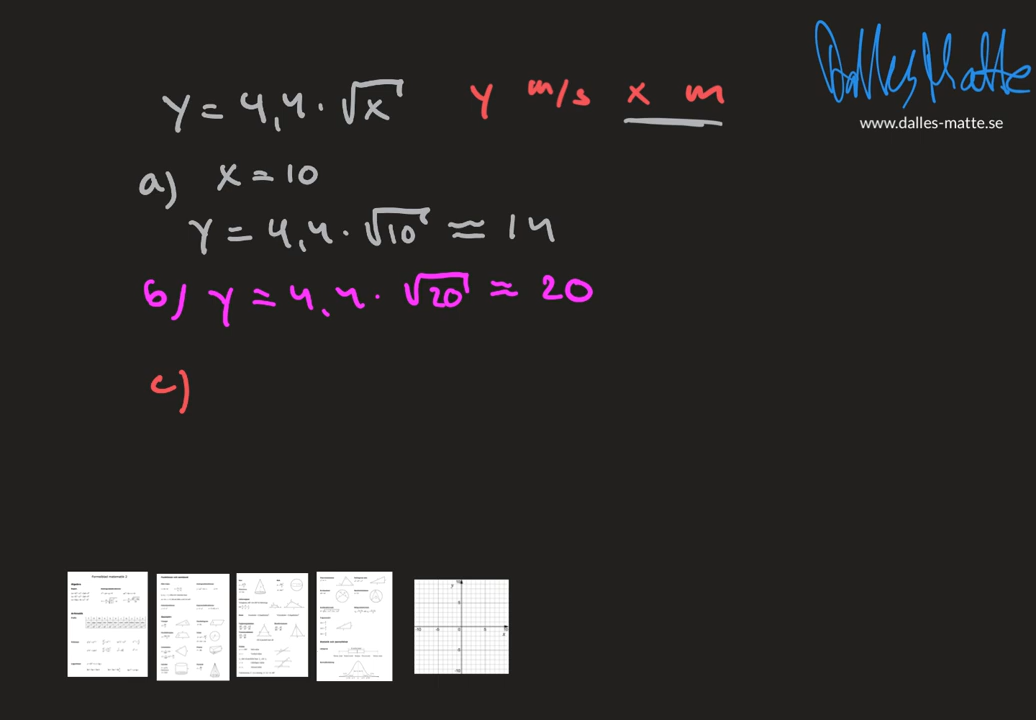 Dalles Matte
www.dalles-matte.se
y = 4,4 · √x y m/s x m
a) x = 10
y = 4,4 · √10 ≈ 14
b) y = 4,4 · √20 ≈ 20
c)